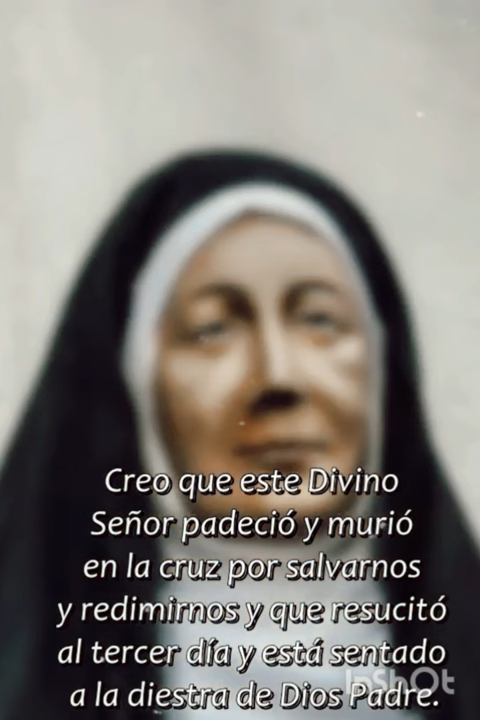 Creo que este Divino
Señor padeció y murió
en la cruz por salvarnos
y redimirnos y que resucitó
al tercer día y está sentado
a la diestra de Dios Padre.
InShOt